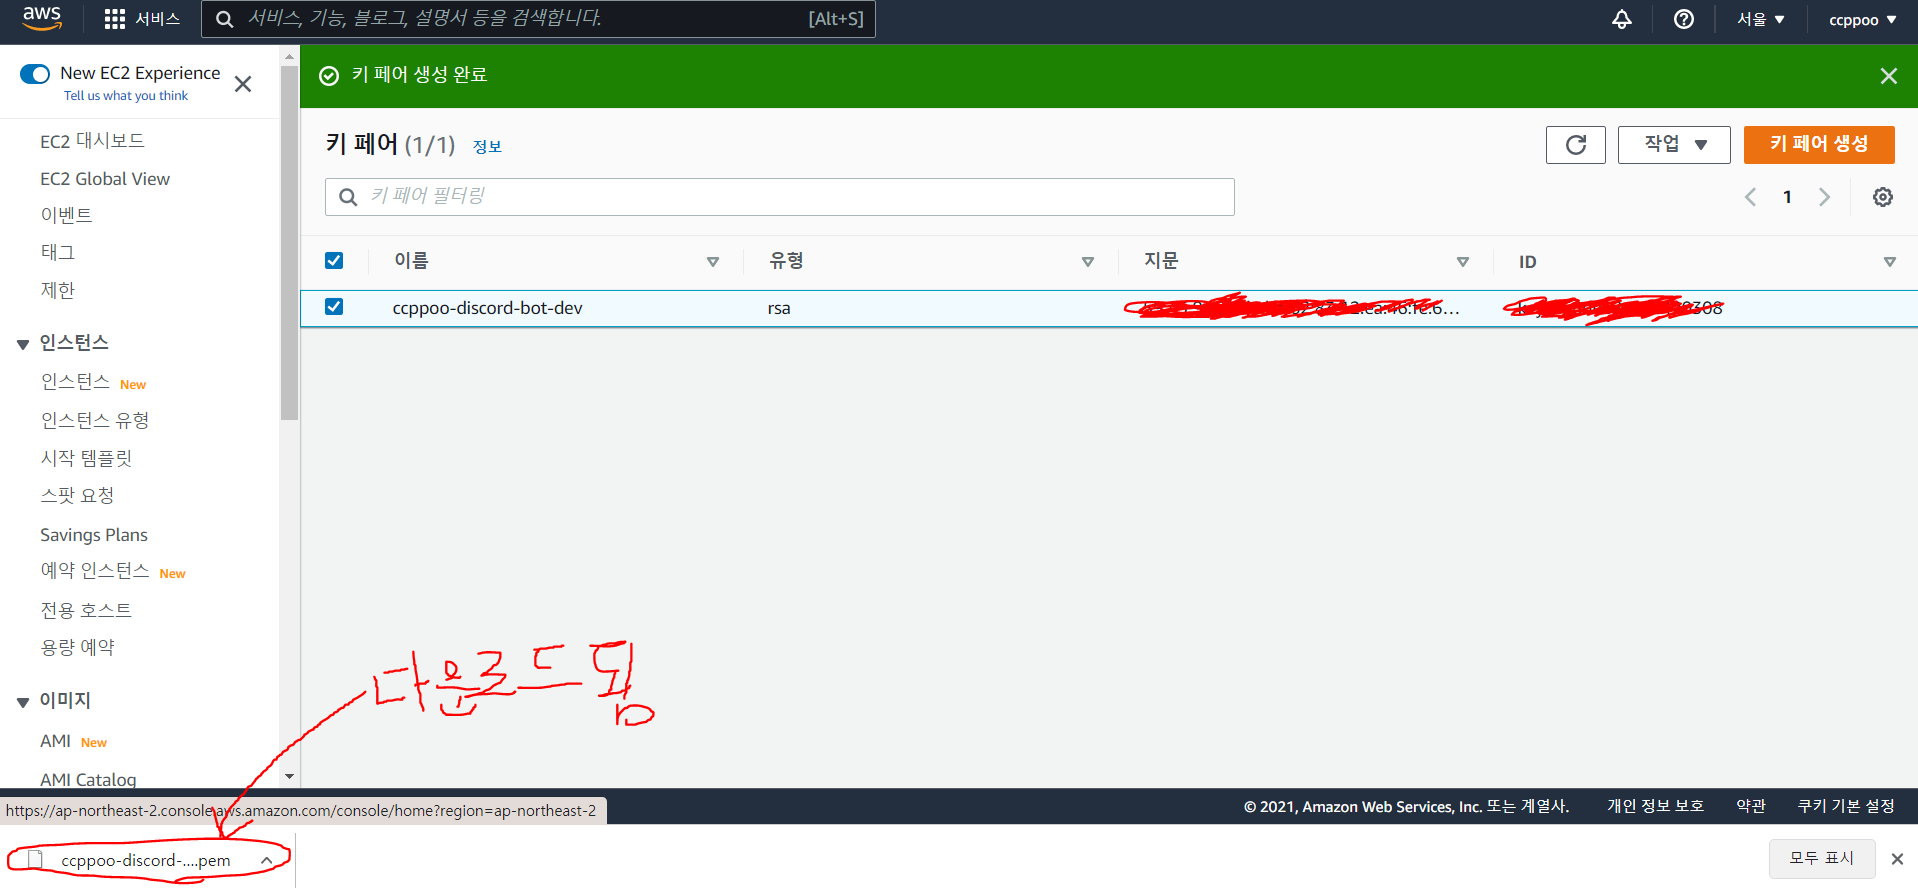 aws
서비스
서비스, 기능, 블로그, 설명서 등을 검색합니다.
[Alt+S]
서울
ccppoo
New EC2 Experience
Tell us what you think
EC2 대시보드
EC2 Global View
이벤트
태그
제한
인스턴스
인스턴스 New
인스턴스 유형
시작 템플릿
스팟 요청
Savings Plans
예약 인스턴스 New
전용 호스트
용량 예약
이미지
AMI New
AMI Catalog
키 페어 생성 완료
키 페어 (1/1) 정보
작업
키 페어 생성
키 페어 필터링
1
이름 유형 지문 ID
ccppoo-discord-bot-dev rsa
다운로드 됨
https://ap-northeast-2.console.aws.amazon.com/console/home?region=ap-northeast-2
© 2021, Amazon Web Services, Inc. 또는 계열사. 개인 정보 보호 약관 쿠키 기본 설정
ccppoo-discord-....pem
모두 표시